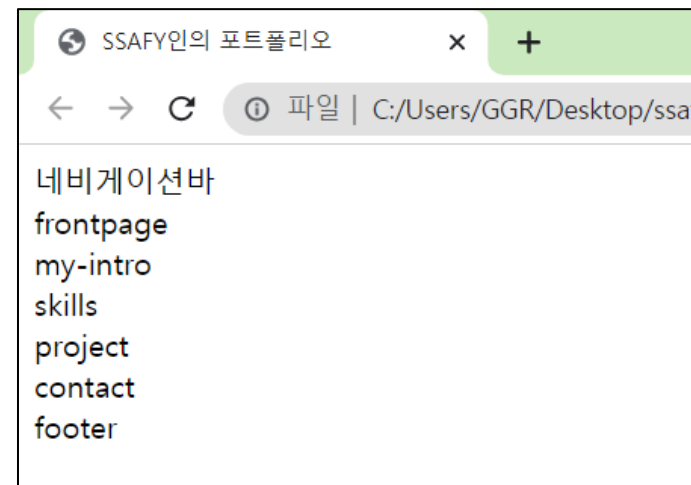 SSAFY인의 포트폴리오
파일 | C:/Users/GGR/Desktop/ssa
네비게이션바
frontpage
my-intro
skills
project
contact
footer